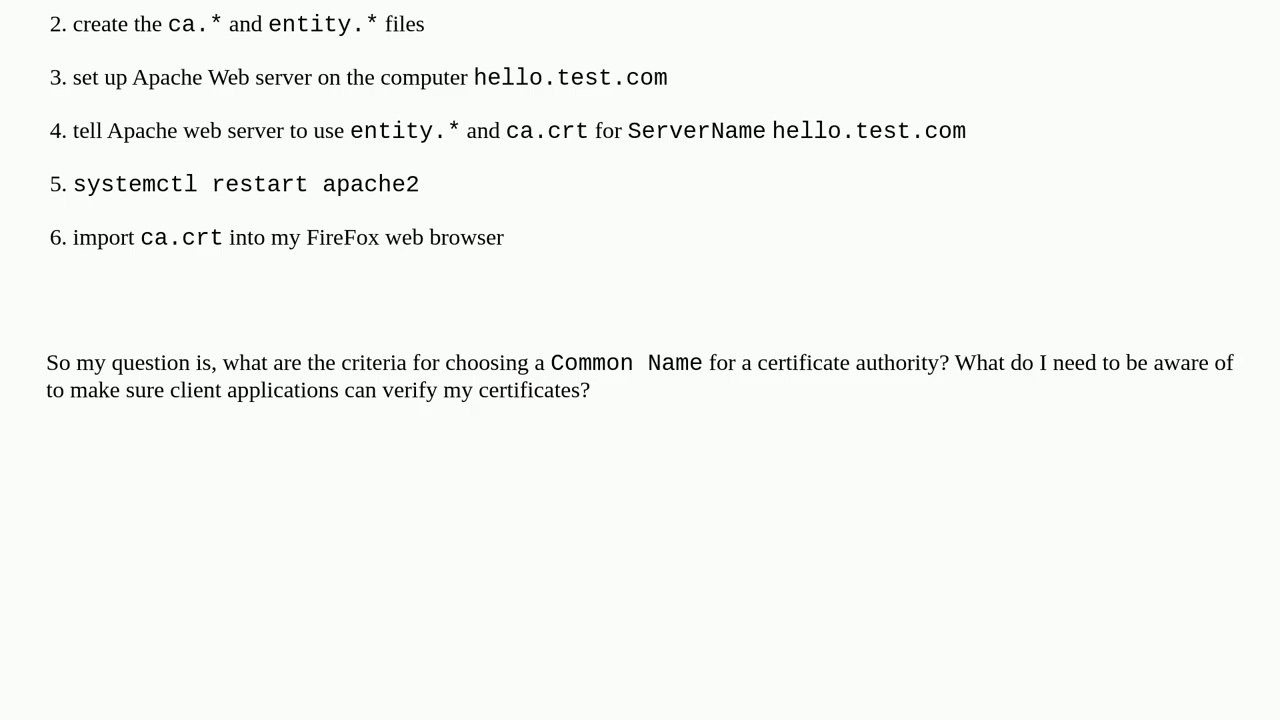 2. create the ca.* and entity.* files
3. set up Apache Web server on the computer hello.test.com
4. tell Apache web server to use entity.* and ca.crt for ServerName hello.test.com
5. systemctl restart apache2
6. import ca.crt into my FireFox web browser
So my question is, what are the criteria for choosing a Common Name for a certificate authority? What do I need to be aware of
to make sure client applications can verify my certificates?